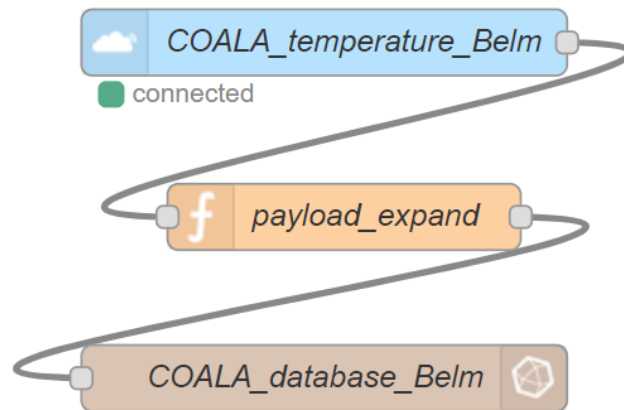 COALA_temperature_Belm
connected
payload_expand
COALA_database_Belm